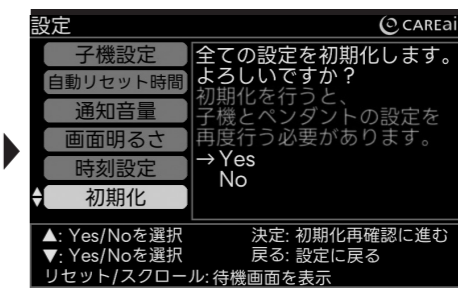 設定
CAREai
子機設定
自動リセット時間
通知音量
画面明るさ
時刻設定
初期化
全ての設定を初期化します。
よろしいですか？
初期化を行うと、
子機とペンダントの設定を
再度行う必要があります。
→Yes
No
▲: Yes/Noを選択 決定: 初期化再確認に進む
▼: Yes/Noを選択 戻る: 設定に戻る
リセット/スクロール: 待機画面を表示